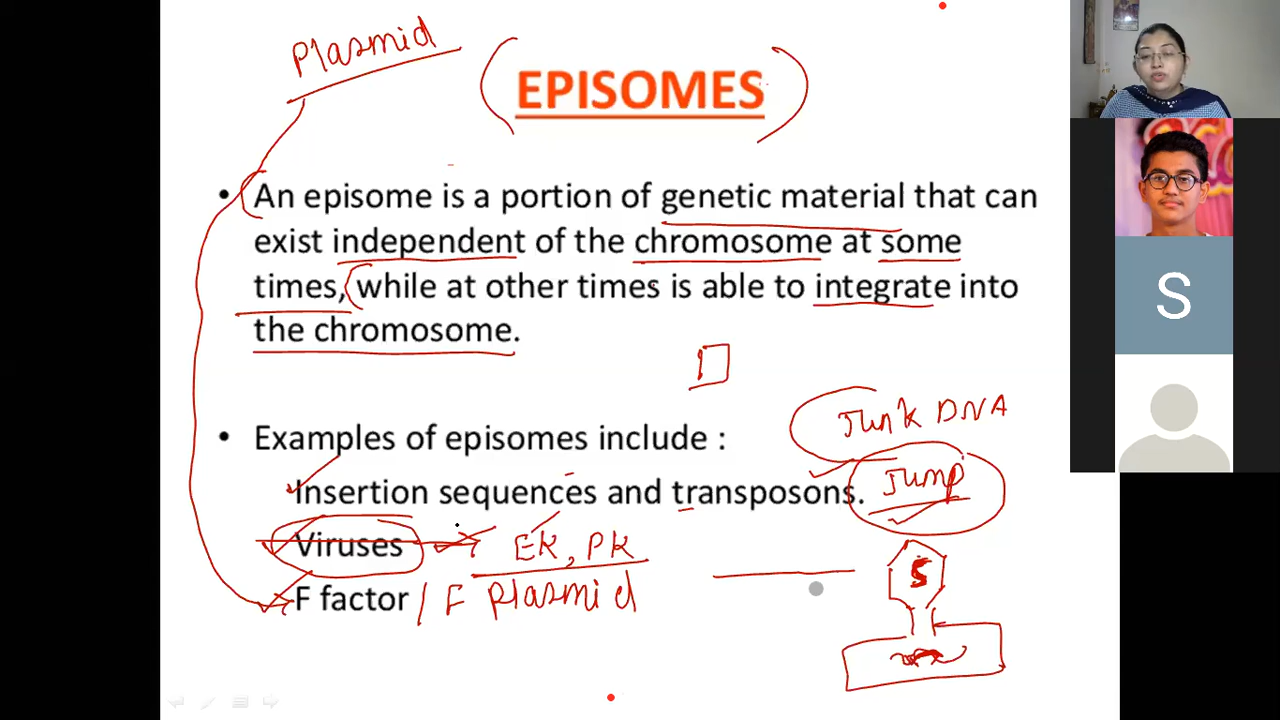 Plasmid
EPISOMES
• An episome is a portion of genetic material that can
exist independent of the chromosome at some
times, while at other times is able to integrate into
the chromosome.
Junk DNA
• Examples of episomes include :
Insertion sequences and transposons. Jump
Viruses EK, PK
F factor / F Plasmid
S
S